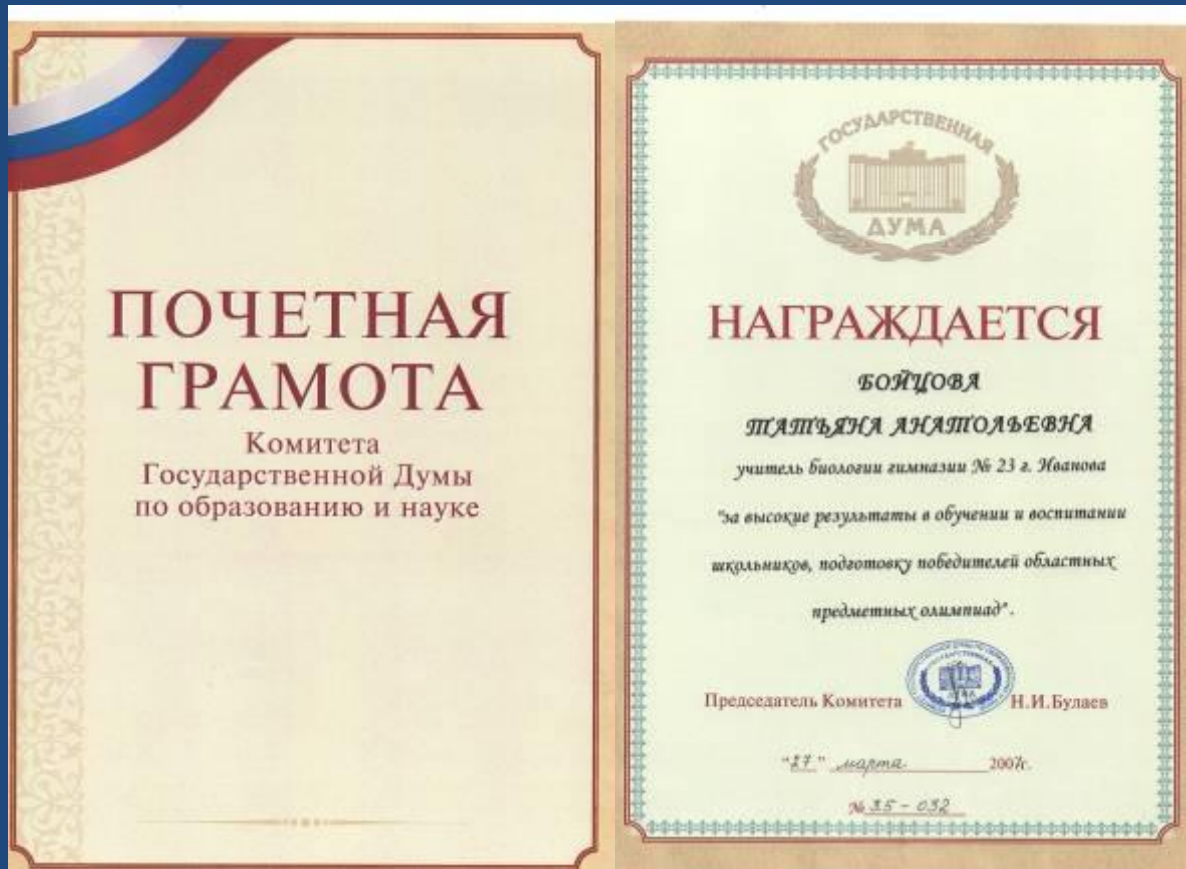 ПОЧЕТНАЯ
ГРАМОТА
Комитета
Государственной Думы
по образованию и науке
ГОСУДАРСТВЕННАЯ
ДУМА
НАГРАЖДАЕТСЯ
БОЙЦОВА
ТАТЬЯНА АНАТОЛЬЕВНА
учитель биологии гимназии № 23 г. Иванова
"за высокие результаты в обучении и воспитании
школьников, подготовку победителей областных
предметных олимпиад".
Председатель Комитета Н.И.Булаев
"27" марта 2007г.
№ 3.5 - 032